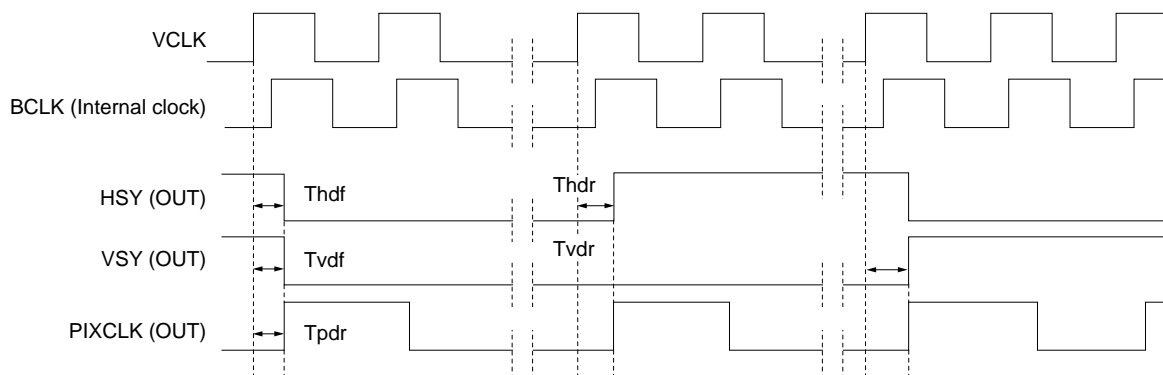 VCLK
BCLK (Internal clock)
HSY (OUT)
Thdf
Thdr
VSY (OUT)
Tvdf
Tvdr
PIXCLK (OUT)
Tpdr